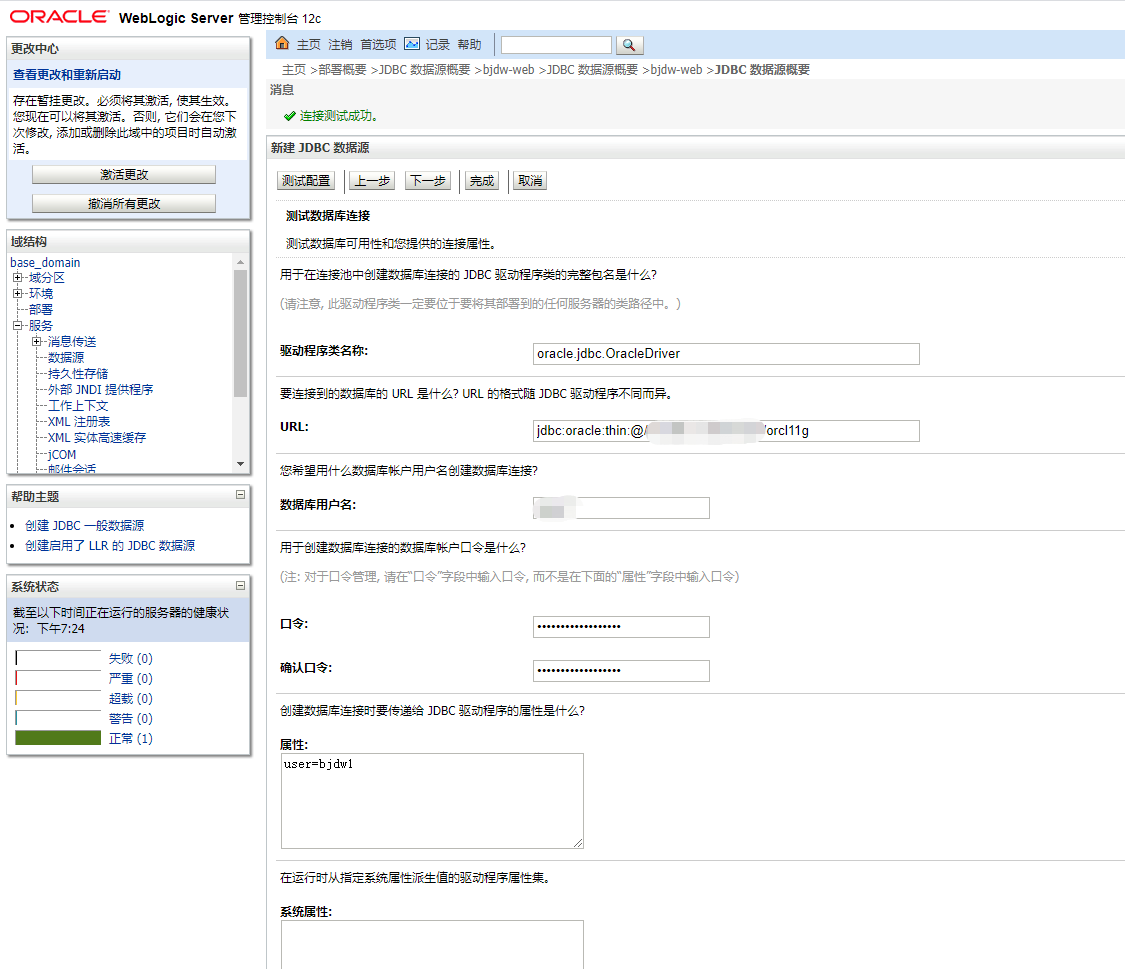 ORACLE WebLogic Server 管理控制台 12c
更改中心
查看更改和重新启动
存在暂挂更改。必须将其激活, 使其生效。
您现在可以将其激活。否则, 它们会在您下
次修改, 添加或删除此域中的项目时自动激
活。
激活更改
撤消所有更改
域结构
base_domain
域分区
环境
部署
服务
消息传送
数据源
持久性存储
外部 JNDI 提供程序
工作上下文
XML 注册表
XML 实体高速缓存
jCOM
邮件会话
帮助主题
创建 JDBC 一般数据源
创建启用了 LLR 的 JDBC 数据源
系统状态
截至以下时间正在运行的服务器的健康状
况: 下午7:24
失败 (0)
严重 (0)
超载 (0)
警告 (0)
正常 (1)
主页 注销 首选项 记录 帮助
主页 >部署概要 >JDBC 数据源概要 >bjdw-web >JDBC 数据源概要 >bjdw-web >JDBC 数据源概要
消息
连接测试成功。
新建 JDBC 数据源
测试配置 上一步 下一步 完成 取消
测试数据库连接
测试数据库可用性和您提供的连接属性。
用于在连接池中创建数据库连接的 JDBC 驱动程序类的完整包名是什么?
(请注意, 此驱动程序类一定要位于要将其部署到的任何服务器的类路径中。)
驱动程序类名称: oracle.jdbc.OracleDriver
要连接到的数据库的 URL 是什么? URL 的格式随 JDBC 驱动程序不同而异。
URL: jdbc:oracle:thin:@/ /orcl11g
您希望用什么数据库帐户用户名创建数据库连接?
数据库用户名:
用于创建数据库连接的数据库帐户口令是什么?
(注: 对于口令管理, 请在“口令”字段中输入口令, 而不是在下面的“属性”字段中输入口令)
口令: ••••••••••••••••••
确认口令: ••••••••••••••••••
创建数据库连接时要传递给 JDBC 驱动程序的属性是什么?
属性:
user=bjdw1
在运行时从指定系统属性派生值的驱动程序属性集。
系统属性: